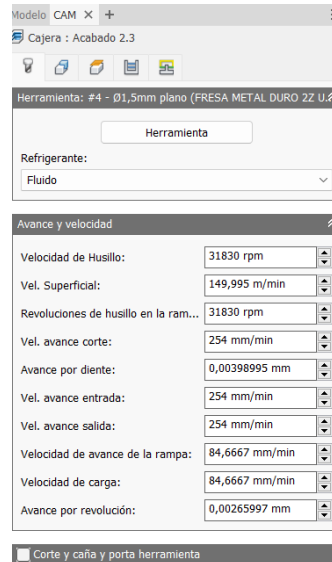 Modelo CAM × +
Cajera : Acabado 2.3
Herramienta: #4 - Ø1,5mm plano (FRESA METAL DURO 2Z U.
Herramienta
Refrigerante:
Fluido
Avance y velocidad
Velocidad de Husillo: 31830 rpm
Vel. Superficial: 149,995 m/min
Revoluciones de husillo en la ram... 31830 rpm
Vel. avance corte: 254 mm/min
Avance por diente: 0,00398995 mm
Vel. avance entrada: 254 mm/min
Vel. avance salida: 254 mm/min
Velocidad de avance de la rampa: 84,6667 mm/min
Velocidad de carga: 84,6667 mm/min
Avance por revolución: 0,00265997 mm
Corte y caña y porta herramienta